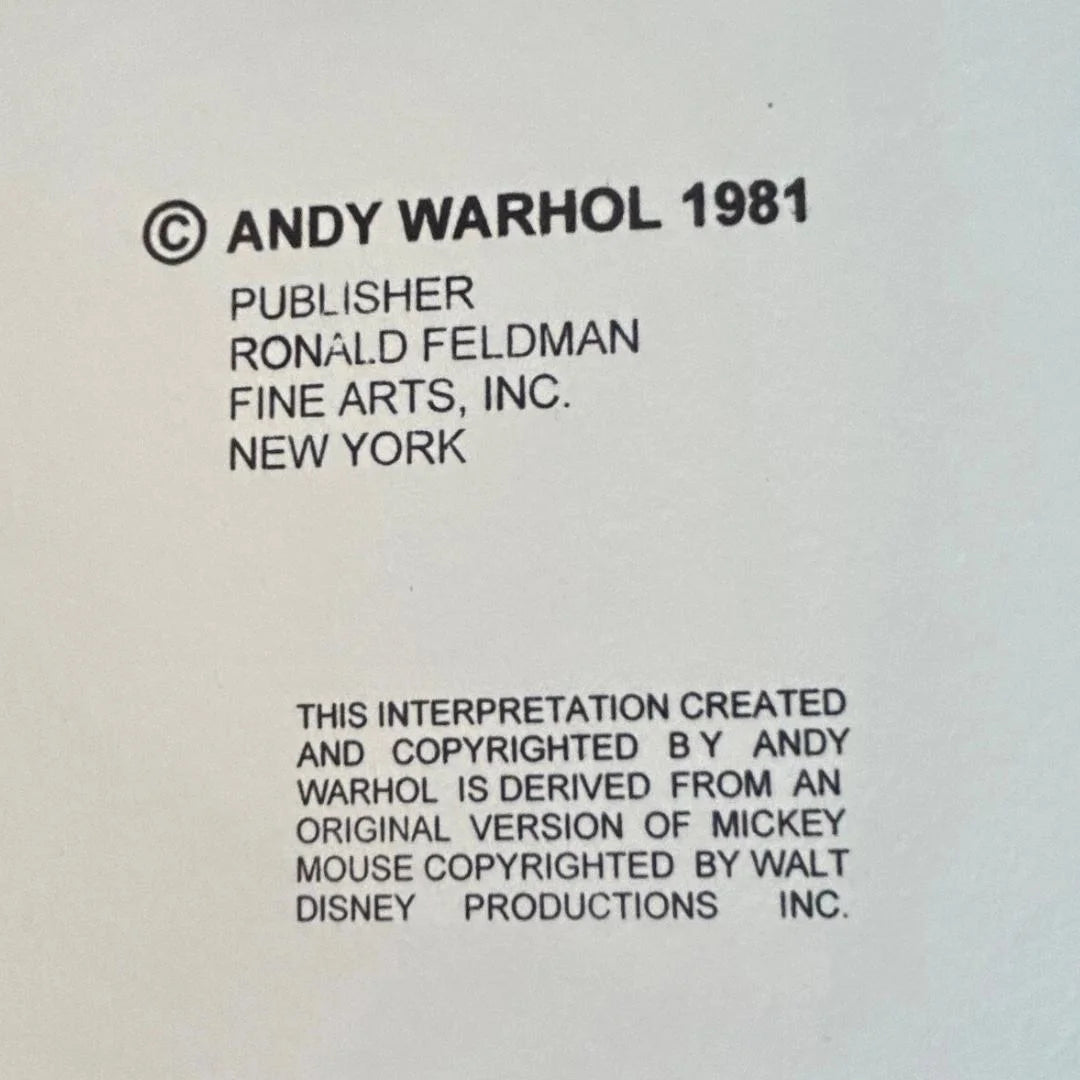 © ANDY WARHOL 1981
PUBLISHER
RONALD FELDMAN
FINE ARTS, INC.
NEW YORK
THIS INTERPRETATION CREATED
AND COPYRIGHTED BY ANDY
WARHOL IS DERIVED FROM AN
ORIGINAL VERSION OF MICKEY
MOUSE COPYRIGHTED BY WALT
DISNEY PRODUCTIONS INC.